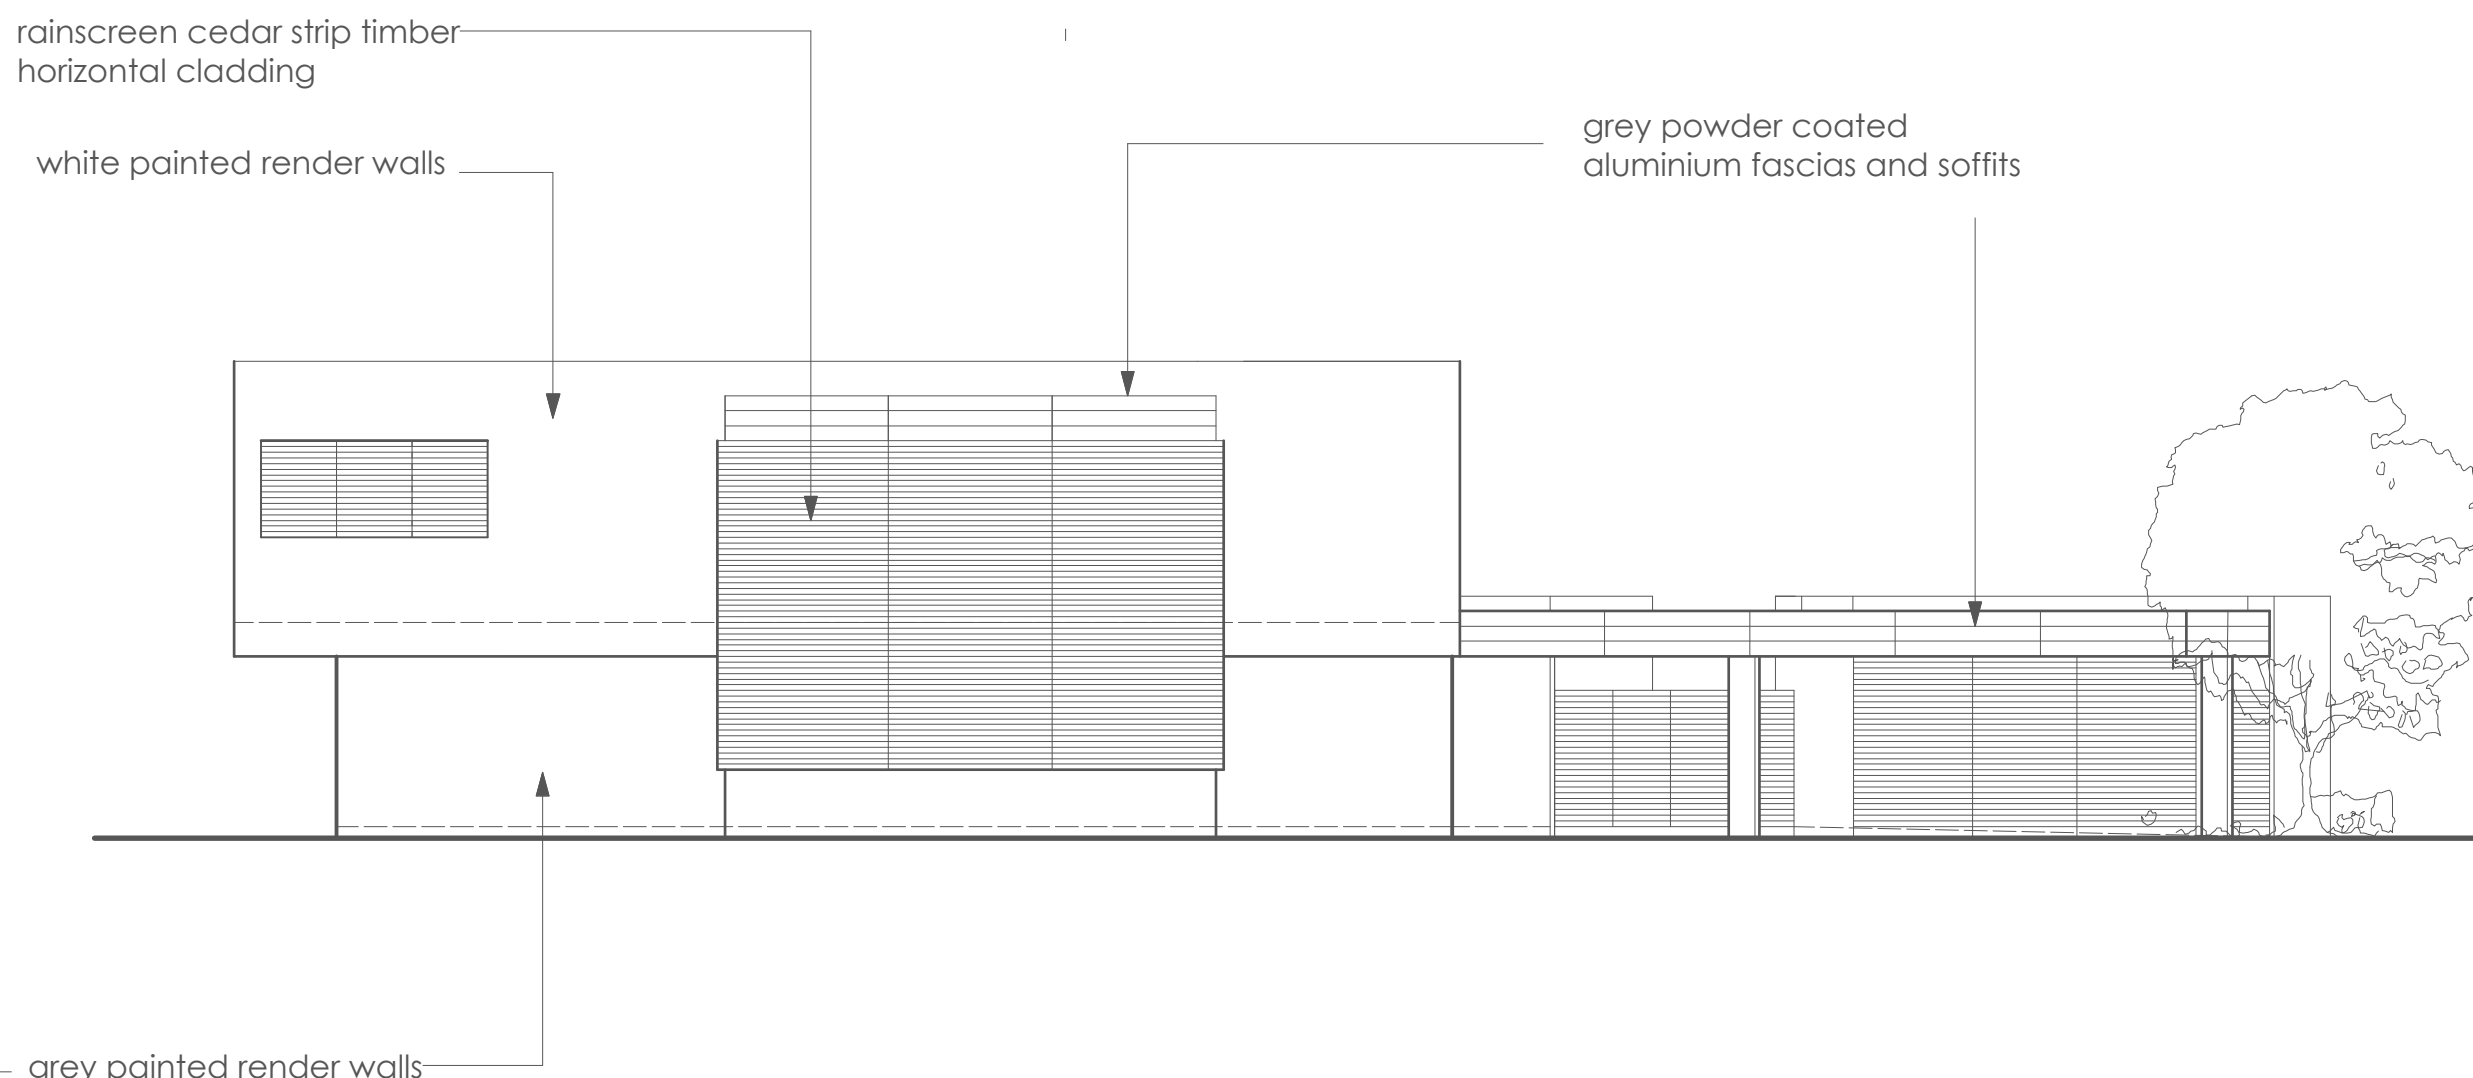 rainscreen cedar strip timber
horizontal cladding
white painted render walls
grey powder coated
aluminium fascias and soffits
grey painted render walls